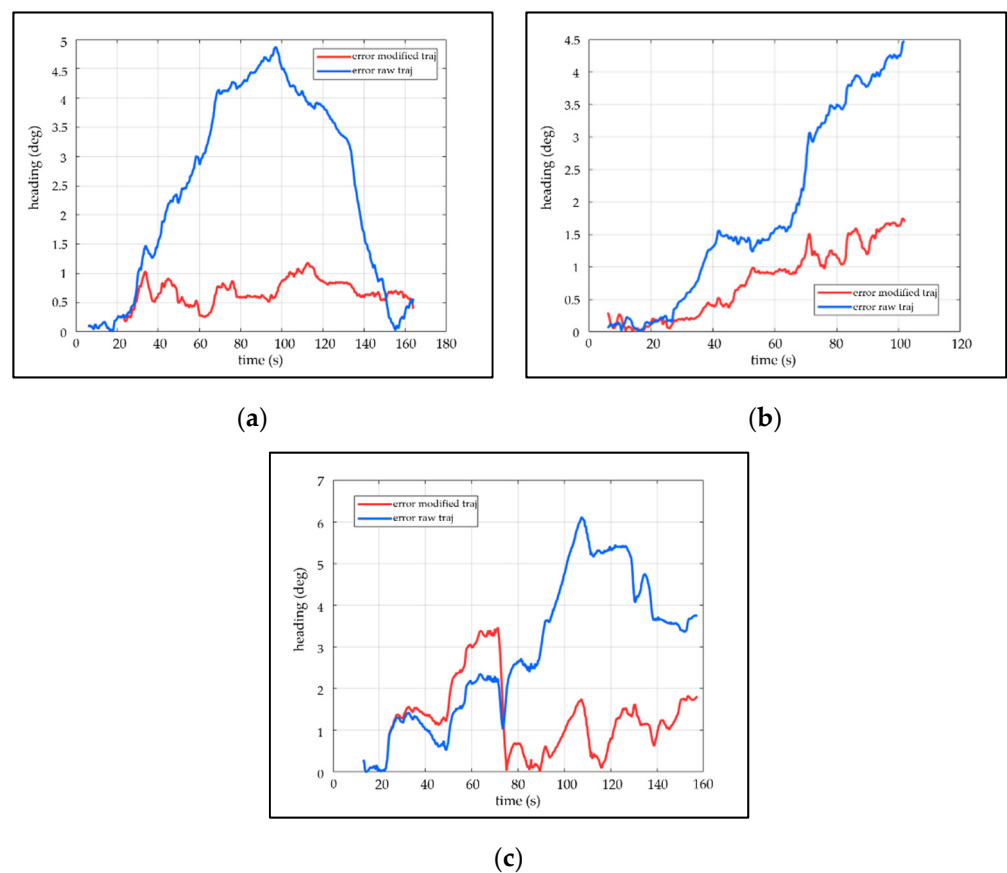 5
4.5
4
3.5
3
2.5
2
1.5
1
0.5
0
heading (deg)
error modified traj
error raw traj
0 20 40 60 80 100 120 140 160 180
time (s)
(a)
4.5
4
3.5
3
2.5
2
1.5
1
0.5
0
heading (deg)
error modified traj
error raw traj
0 20 40 60 80 100 120
time (s)
(b)
7
6
5
4
3
2
1
0
heading (deg)
error modified traj
error raw traj
0 20 40 60 80 100 120 140 160
time (s)
(c)